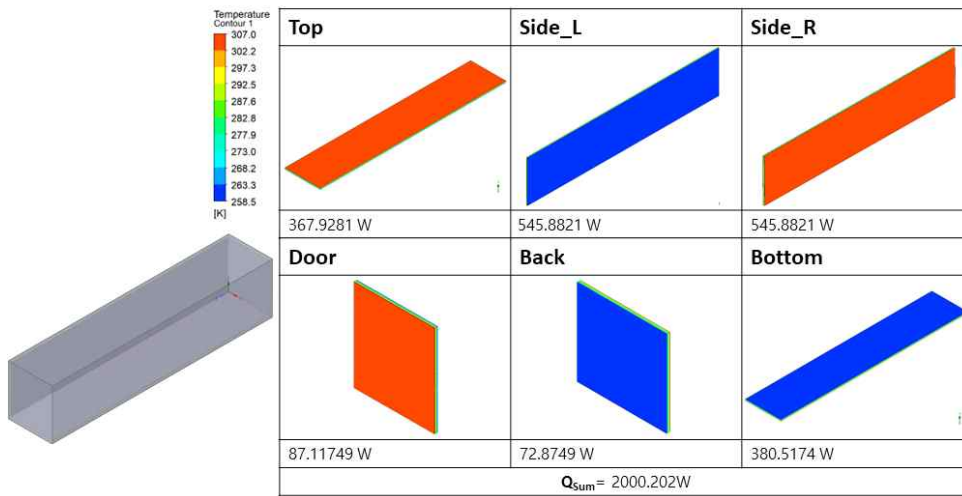 Temperature
Contour 1
307.0
302.2
297.3
292.5
287.6
282.8
277.9
273.1
268.2
263.3
258.5
[K]
Top Side_L Side_R
367.9281 W 545.8821 W 545.8821 W
Door Back Bottom
87.11749 W 72.8749 W 380.5174 W
QSum= 2000.202W